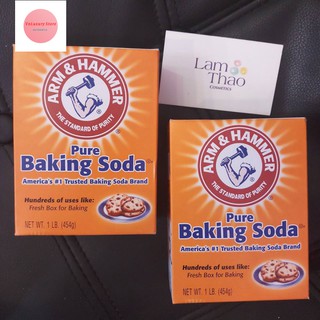 Lam
Thao
COSMETICS
ARM & HAMMER
THE STANDARD OF PURITY
Pure
Baking Soda
America's #1 Trusted Baking Soda Brand
Hundreds of uses like:
Fresh Box for Baking
NET WT. 1 LB. (454g)
ARM & HAMMER
THE STANDARD OF PURITY
Pure
Baking Soda
America's #1 Trusted Baking Soda Brand
Hundreds of uses like:
Fresh Box for Baking
NET WT. 1 LB. (454g)